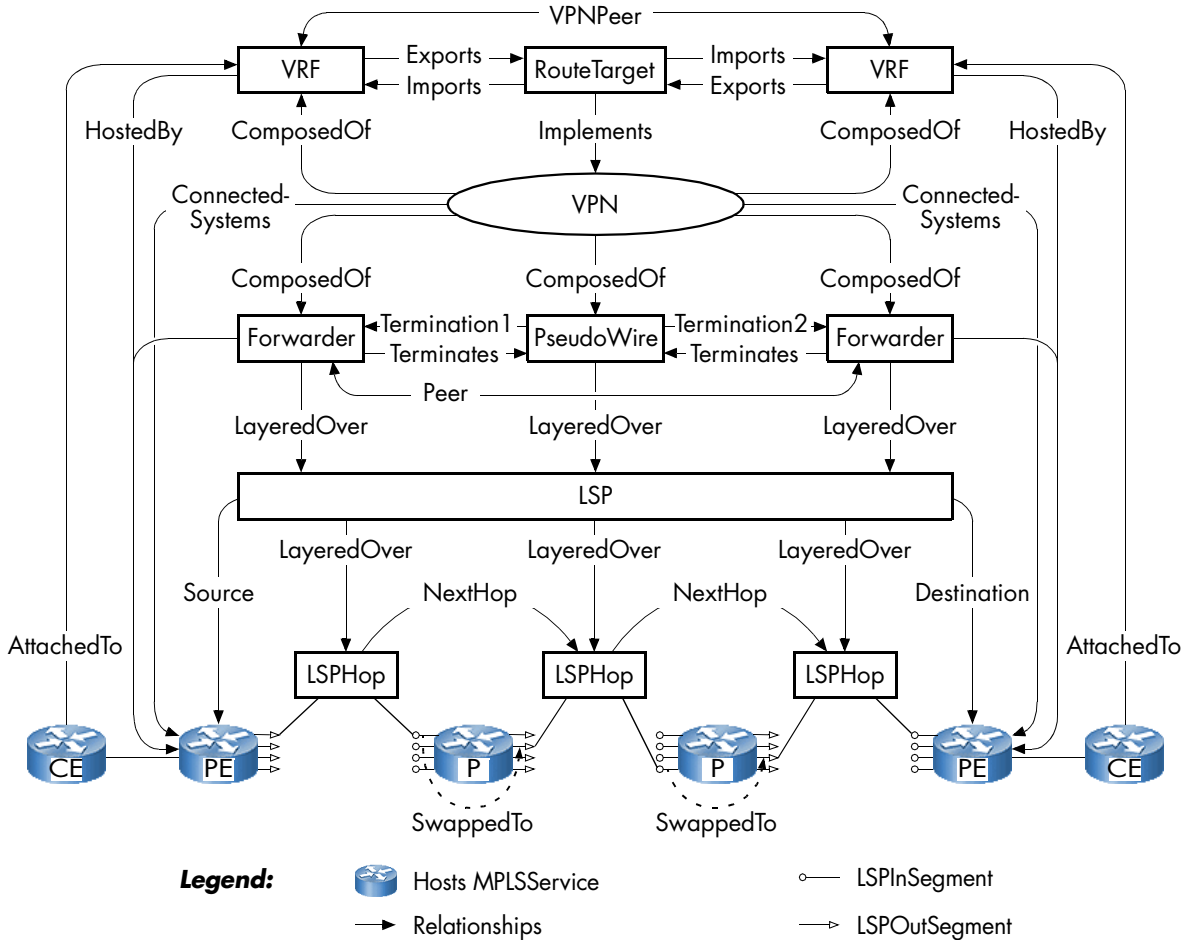 VPNPeer
VRF
Exports
RouteTarget
Imports
VRF
Imports
Exports
HostedBy
ComposedOf
Implements
ComposedOf
HostedBy
Connected-
Systems
VPN
Connected-
Systems
ComposedOf
ComposedOf
ComposedOf
Forwarder
Termination1
PseudoWire
Termination2
Forwarder
Terminates
Terminates
Peer
LayeredOver
LayeredOver
LayeredOver
LSP
LayeredOver
LayeredOver
LayeredOver
Source
NextHop
NextHop
Destination
AttachedTo
LSPHop
LSPHop
LSPHop
AttachedTo
CE
PE
P
P
PE
CE
SwappedTo
SwappedTo
Legend:
Hosts MPLSService
LSPInSegment
Relationships
LSPOutSegment